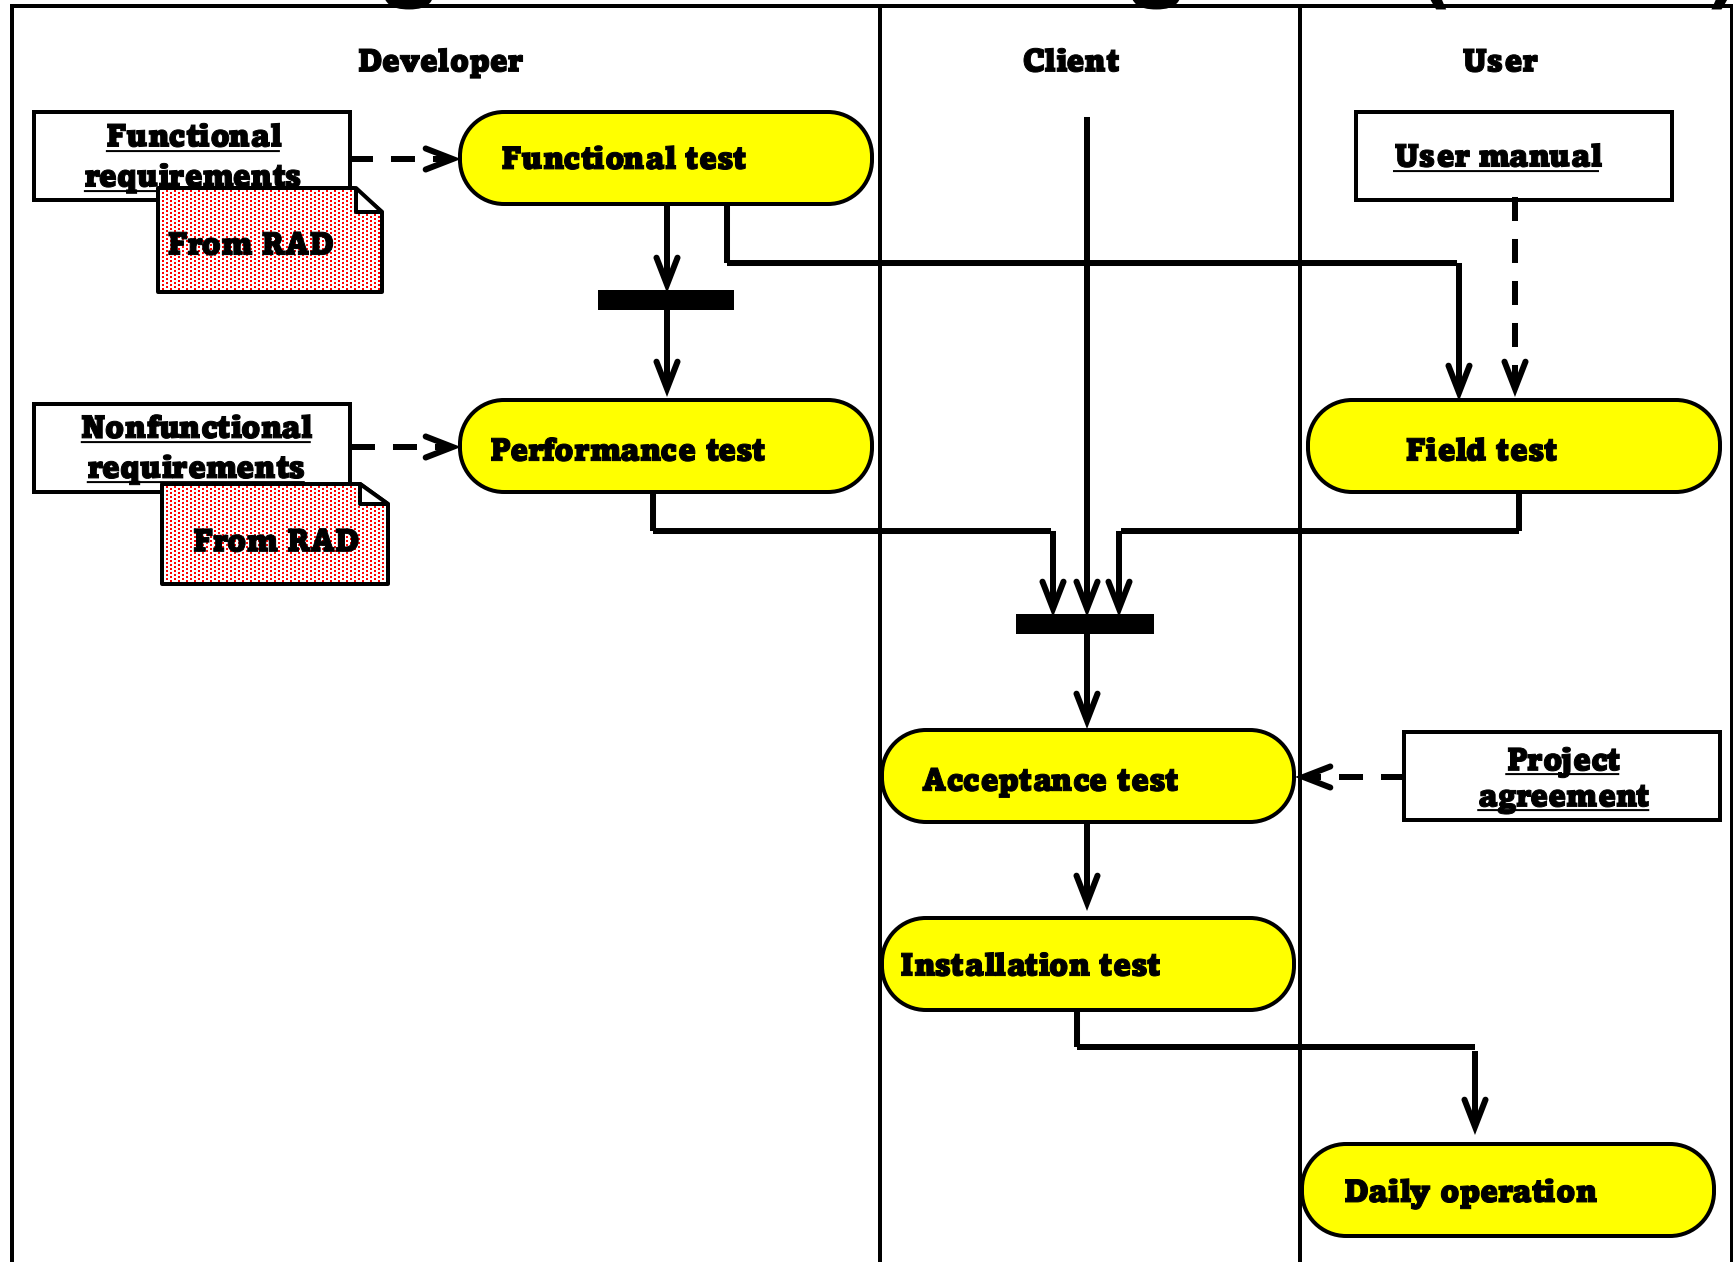 Developer
Client
User
Functional
requirements
Functional test
User manual
From RAD
Nonfunctional
requirements
Performance test
Field test
From RAD
Acceptance test
Project
agreement
Installation test
Daily operation